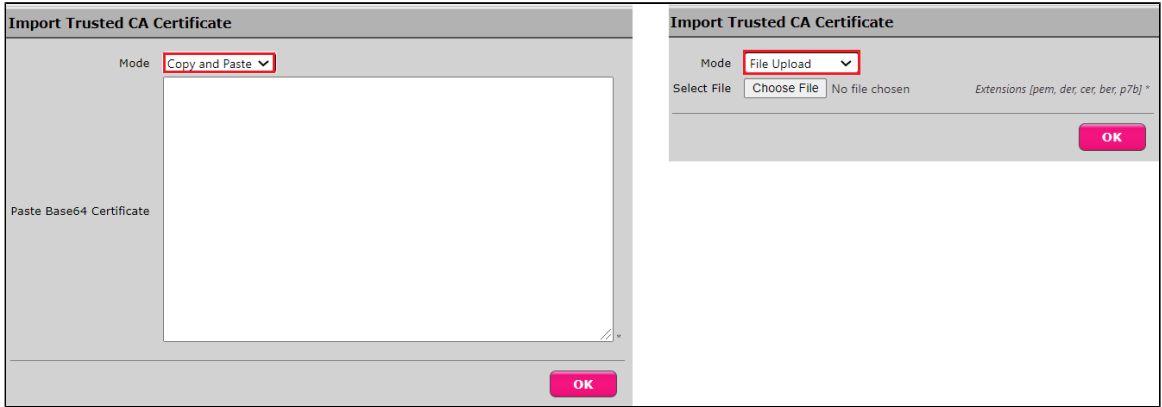 Import Trusted CA Certificate
Mode Copy and Paste
Paste Base64 Certificate
*
OK
Import Trusted CA Certificate
Mode File Upload
Select File Choose File No file chosen Extensions [pem, der, cer, ber, p7b] *
OK